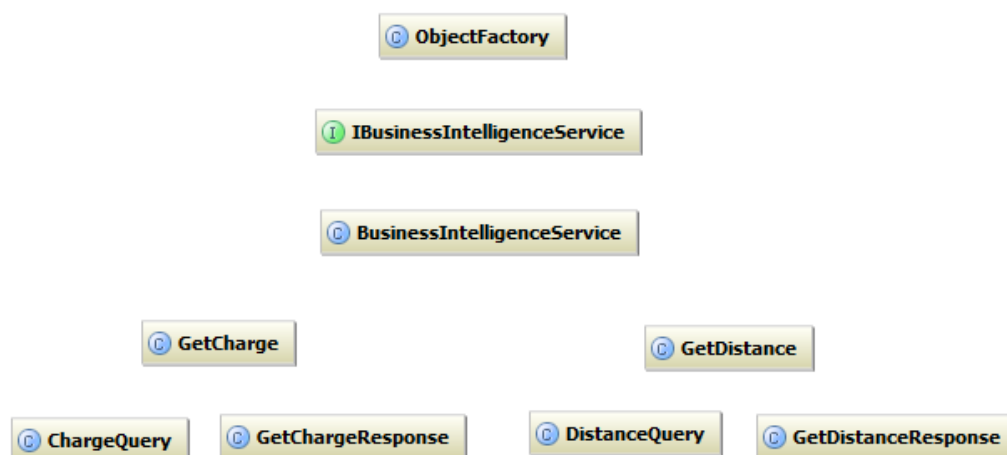 C ObjectFactory
I IBusinessIntelligenceService
C BusinessIntelligenceService
C GetCharge
C GetDistance
C ChargeQuery
C GetChargeResponse
C DistanceQuery
C GetDistanceResponse